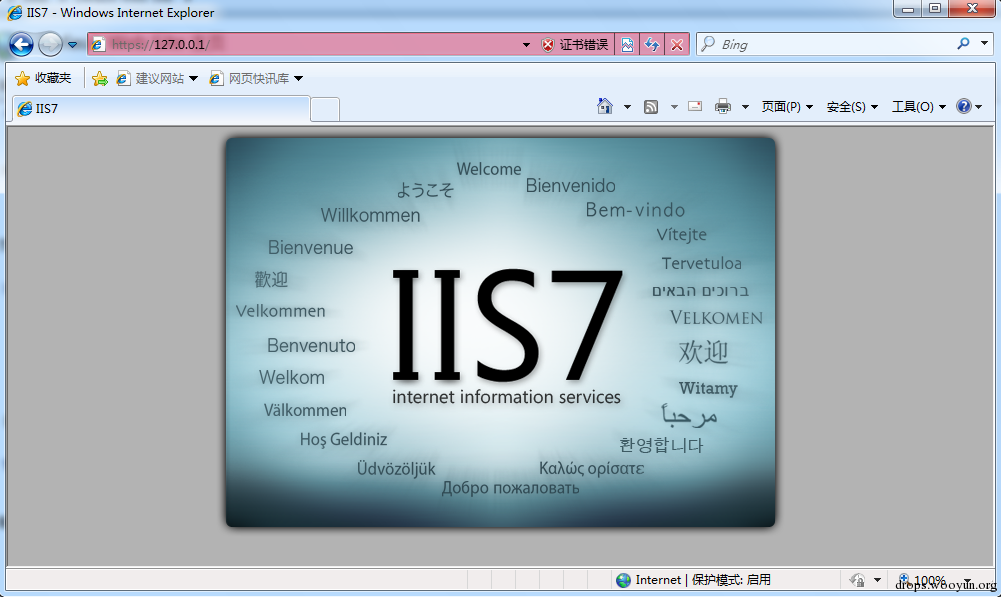 IIS7 - Windows Internet Explorer
https://127.0.0.1/
证书错误
Bing
收藏夹
建议网站
网页快讯库
IIS7
页面(P)
安全(S)
工具(O)
Welcome
ようこそ
Bienvenido
Willkommen
Bem-vindo
Vítejte
Bienvenue
Tervetuloa
歡迎
ברוכים הבאים
Velkommen
VELKOMEN
IIS7
Benvenuto
欢迎
Welkom
Witamy
internet information services
Välkommen
مرحباً
Hoş Geldiniz
환영합니다
Üdvözöljük
Καλώς ορίσατε
Добро пожаловать
Internet | 保护模式: 启用
100%
drops.wooyun.org